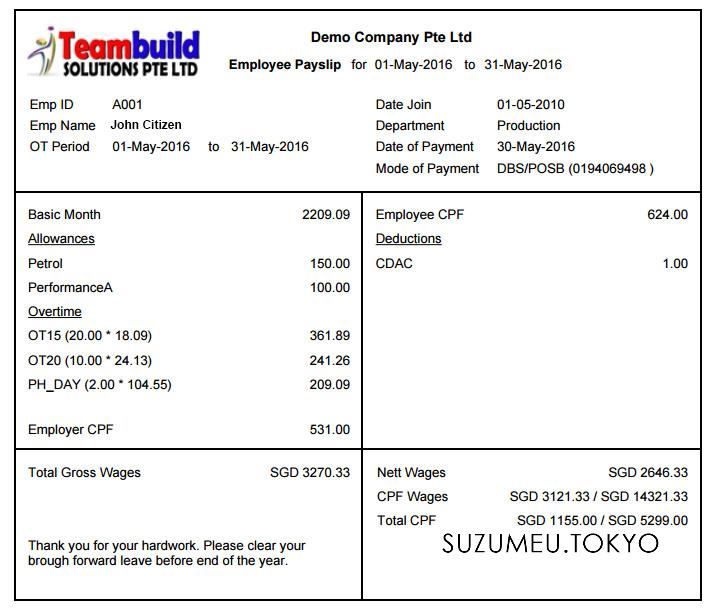 Teambuild
SOLUTIONS PTE LTD
Demo Company Pte Ltd
Employee Payslip for 01-May-2016 to 31-May-2016
Emp ID A001
Emp Name John Citizen
OT Period 01-May-2016 to 31-May-2016
Date Join 01-05-2010
Department Production
Date of Payment 30-May-2016
Mode of Payment DBS/POSB (0194069498 )
Basic Month 2209.09
Allowances
Petrol 150.00
PerformanceA 100.00
Overtime
OT15 (20.00 * 18.09) 361.89
OT20 (10.00 * 24.13) 241.26
PH_DAY (2.00 * 104.55) 209.09
Employer CPF 531.00
Employee CPF 624.00
Deductions
CDAC 1.00
Total Gross Wages SGD 3270.33
Thank you for your hardwork. Please clear your
brough forward leave before end of the year.
Nett Wages SGD 2646.33
CPF Wages SGD 3121.33 / SGD 14321.33
Total CPF SGD 1155.00 / SGD 5299.00
SUZUMEU.TOKYO